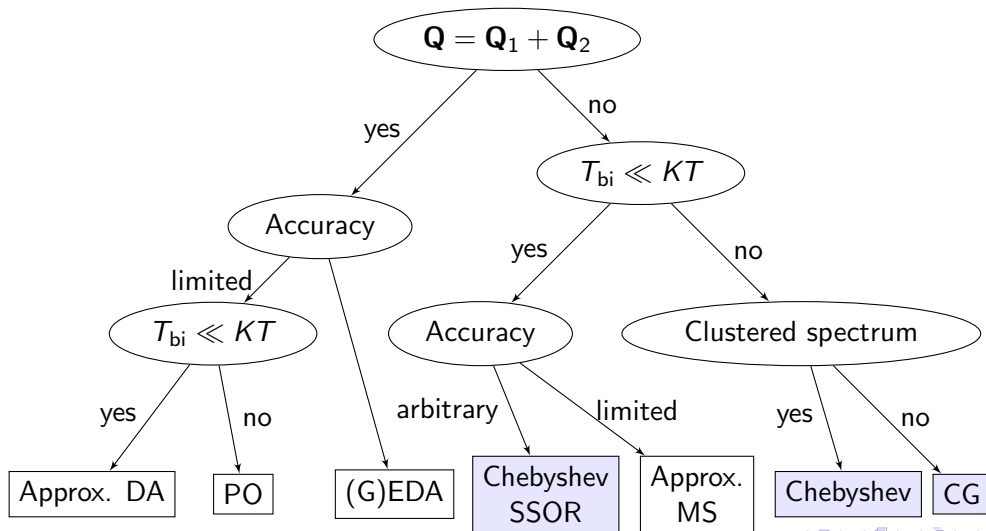 Q = Q₁ + Q₂
yes
no
T_bi ≪ KT
Accuracy
yes
no
limited
T_bi ≪ KT
Accuracy
Clustered spectrum
yes
no
arbitrary
limited
yes
no
Approx. DA
PO
(G)EDA
Chebyshev
SSOR
Approx.
MS
Chebyshev
CG